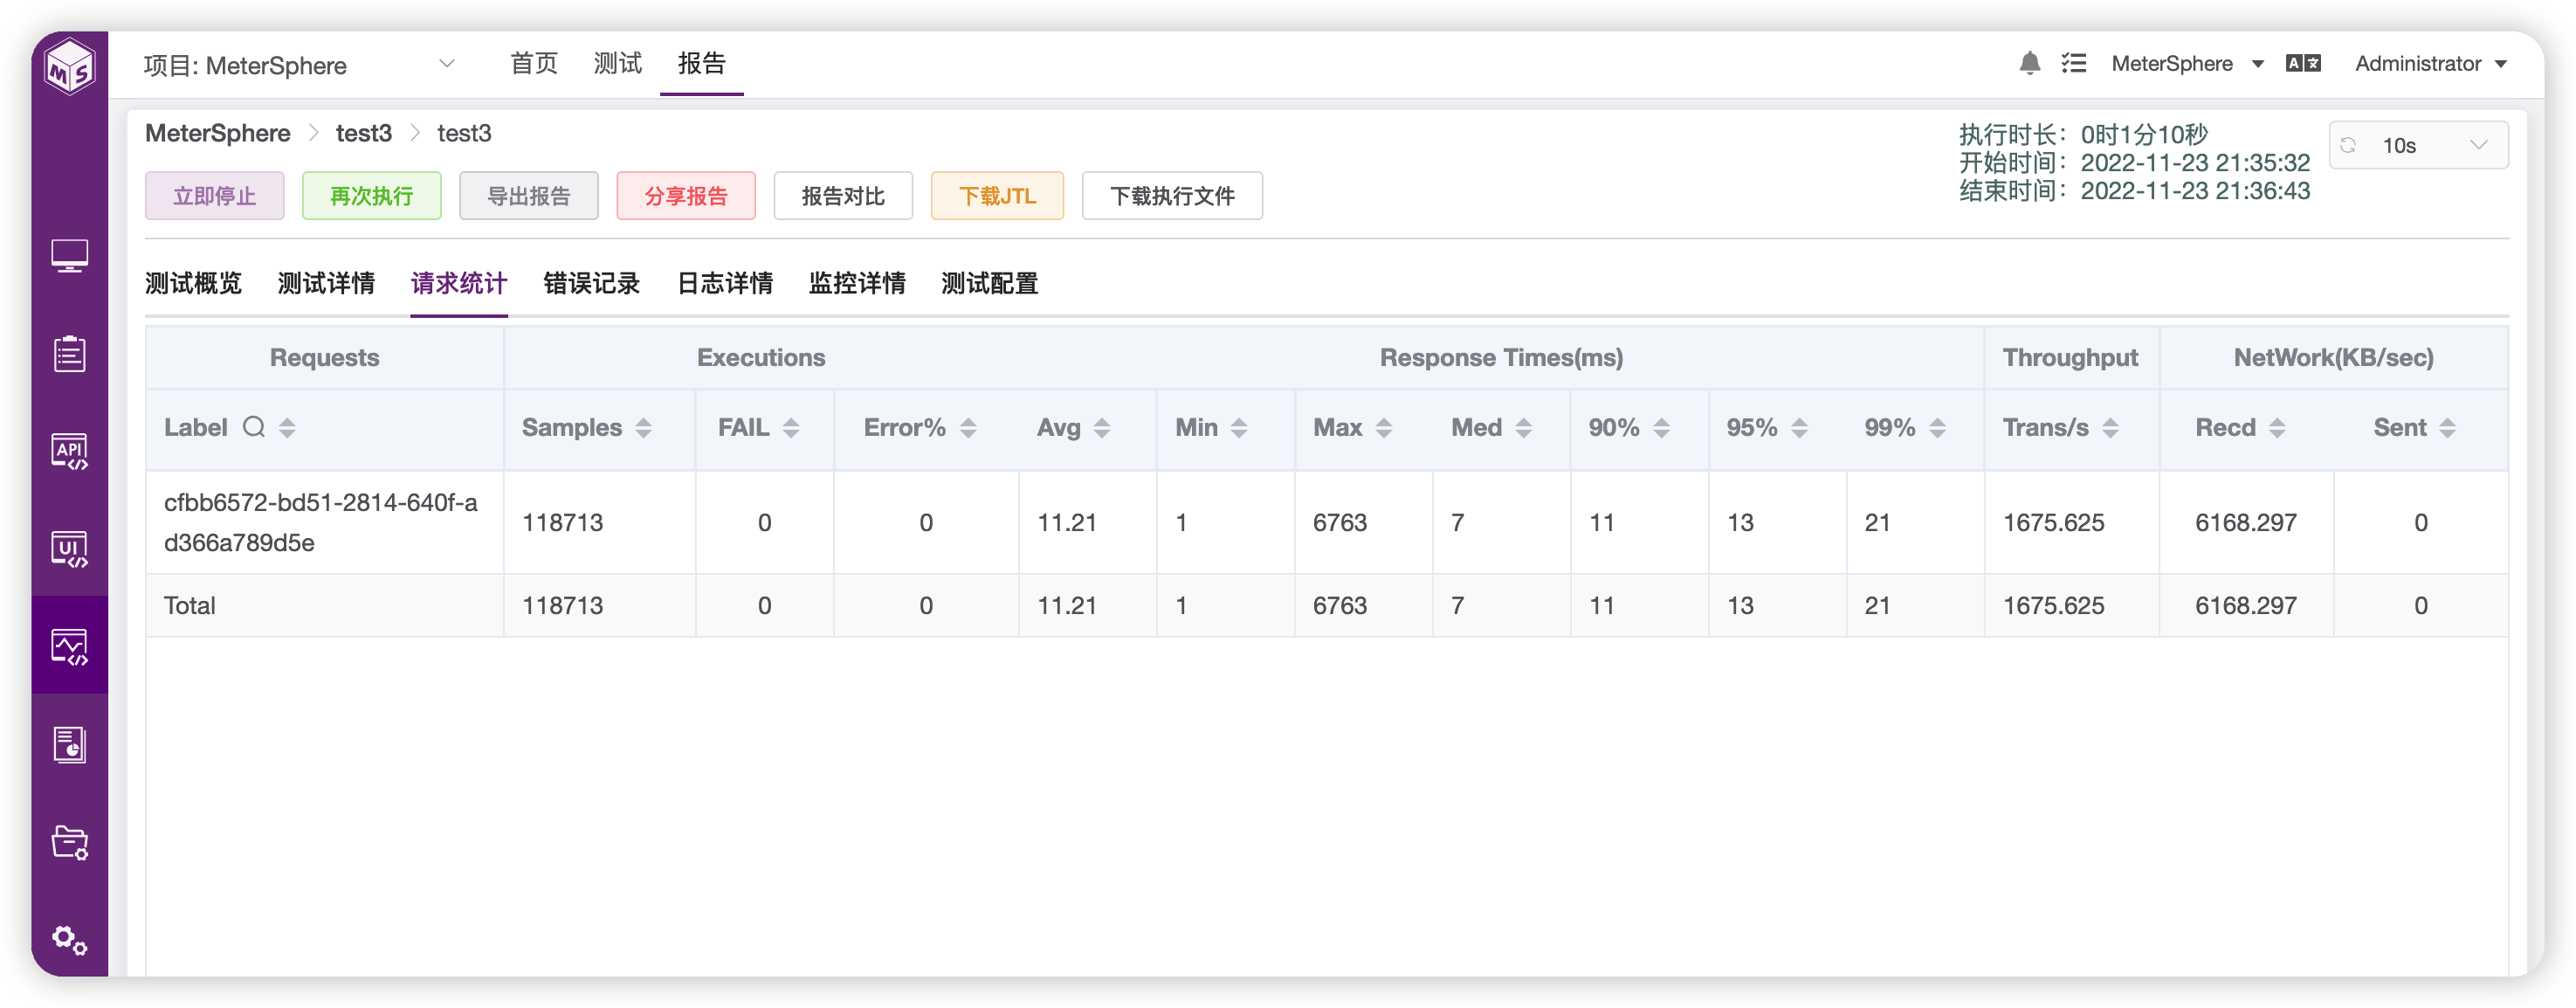 MS
项目: MeterSphere
首页 测试 报告
MeterSphere
A
Administrator
MeterSphere test3 test3
执行时长：0时1分10秒
开始时间：2022-11-23 21:35:32
结束时间：2022-11-23 21:36:43
10s
立即停止 再次执行 导出报告 分享报告 报告对比 下载JTL 下载执行文件
测试概览 测试详情 请求统计 错误记录 日志详情 监控详情 测试配置
Requests Executions Response Times(ms) Throughput NetWork(KB/sec)
Label Samples FAIL Error% Avg Min Max Med 90% 95% 99% Trans/s Recd Sent
cfbb6572-bd51-2814-640f-a
d366a789d5e
118713 0 0 11.21 1 6763 7 11 13 21 1675.625 6168.297 0
Total 118713 0 0 11.21 1 6763 7 11 13 21 1675.625 6168.297 0
API
UI